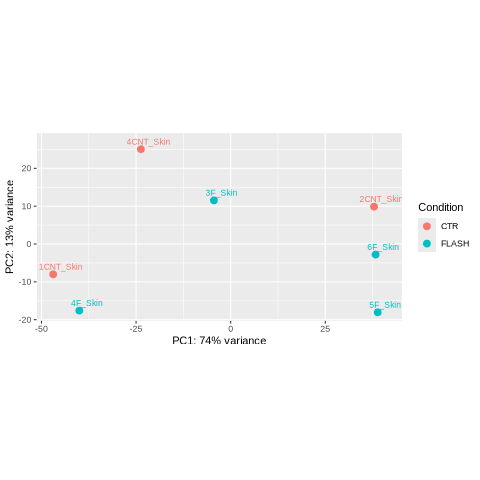 4CNT_Skin
3F_Skin
2CNT_Skin
6F_Skin
1CNT_Skin
4F_Skin
5F_Skin
20
10
0
-10
-20
-50
-25
0
25
PC1: 74% variance
PC2: 13% variance
Condition
CTR
FLASH